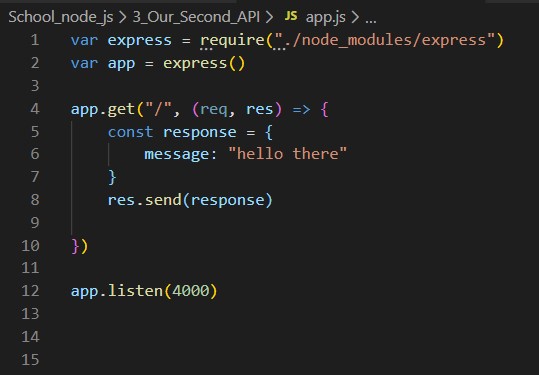 School_node_js > 3_Our_Second_API > JS app.js > ...
1 var express = require("./node_modules/express")
2 var app = express()
3
4 app.get("/", (req, res) => {
5     const response = {
6         message: "hello there"
7     }
8     res.send(response)
9
10 })
11
12 app.listen(4000)
13
14
15